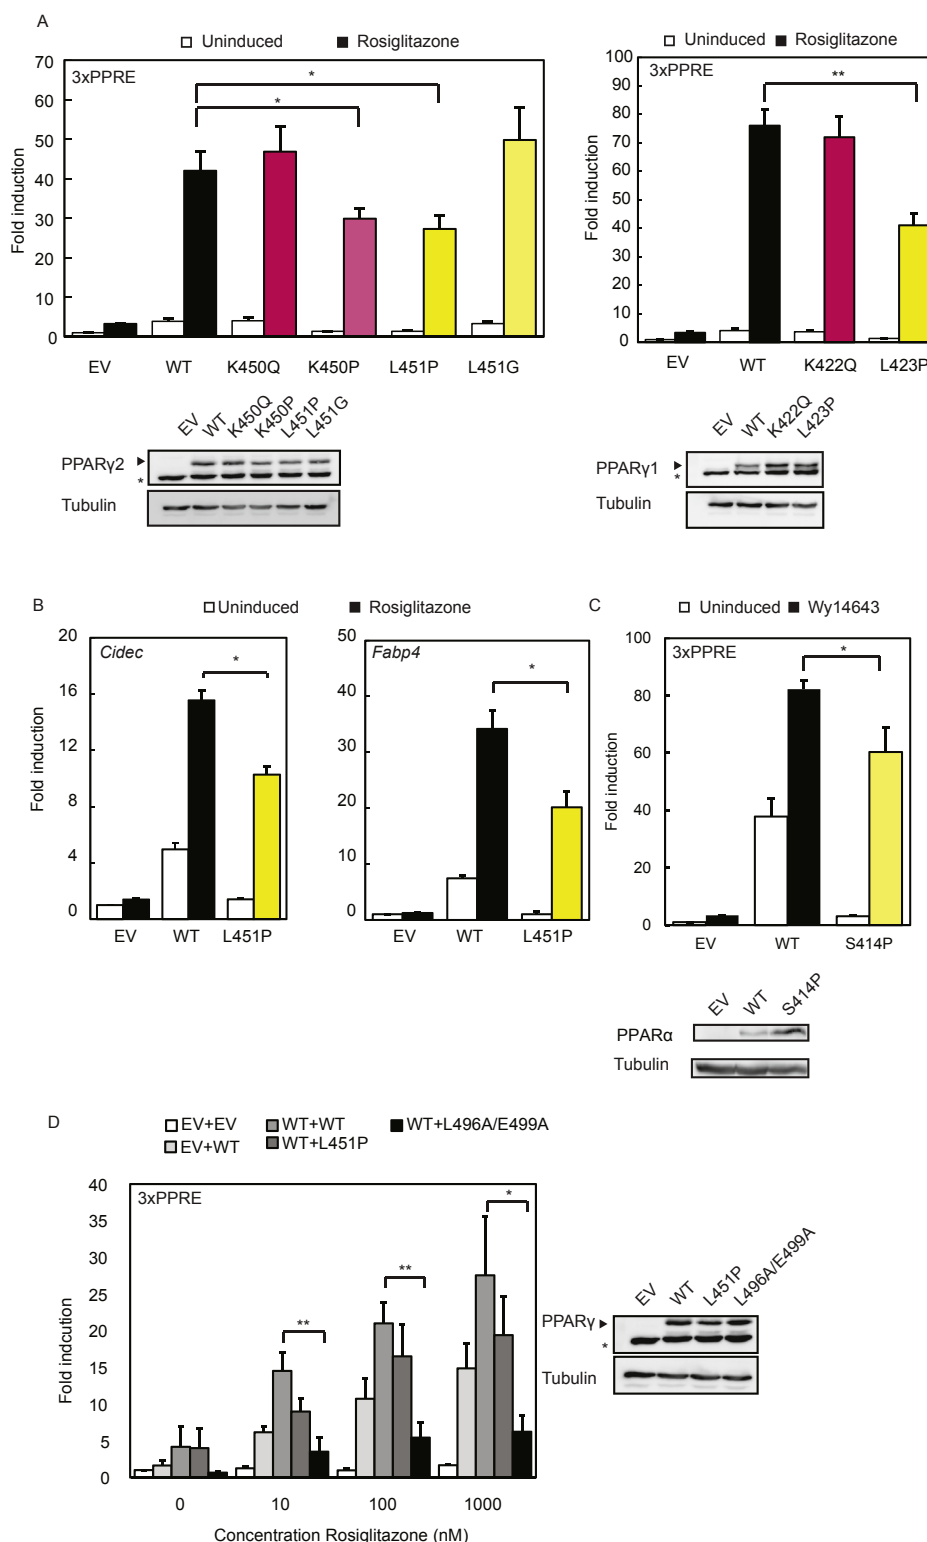 A
Uninduced Rosiglitazone
3xPPRE
70
60
50
40
30
20
10
0
Fold induction
*
*
EV WT K450Q K450P L451P L451G
EV WT K450Q K450P L451P L451G
PPARγ2
*
Tubulin
Uninduced Rosiglitazone
3xPPRE
100
90
80
70
60
50
40
30
20
10
0
Fold induction
**
EV WT K422Q L423P
EV WT K422Q L423P
PPARγ1
*
Tubulin
B
Uninduced Rosiglitazone
Cidec
20
16
12
8
4
0
Fold induction
*
EV WT L451P
Fabp4
50
40
30
20
10
0
Fold induction
*
EV WT L451P
C
Uninduced Wy14643
3xPPRE
100
80
60
40
20
0
Fold induction
*
EV WT S414P
EV WT S414P
PPARα
Tubulin
D
EV+EV WT+WT WT+L496A/E499A
EV+WT WT+L451P
3xPPRE
40
35
30
25
20
15
10
5
0
Fold indcution
**
**
*
0 10 100 1000
Concentration Rosiglitazone (nM)
EV WT L451P L496A/E499A
PPARγ
*
Tubulin